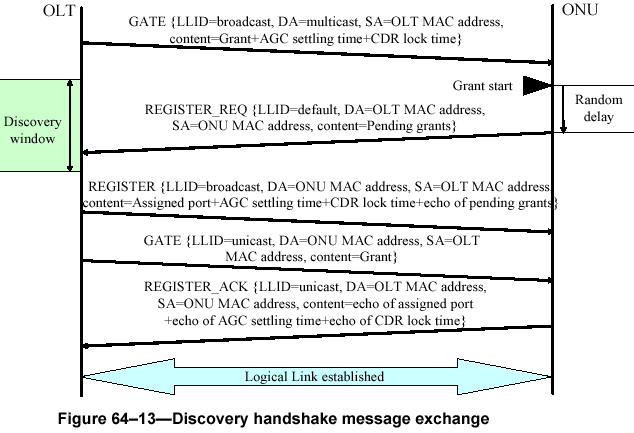 OLT
ONU
GATE {LLID=broadcast, DA=multicast, SA=OLT MAC address,
content=Grant+AGC settling time+CDR lock time}
Grant start
Discovery
window
REGISTER_REQ {LLID=default, DA=OLT MAC address,
SA=ONU MAC address, content=Pending grants}
Random
delay
REGISTER {LLID=broadcast, DA=ONU MAC address, SA=OLT MAC address,
content=Assigned port+AGC settling time+CDR lock time+echo of pending grants}
GATE {LLID=unicast, DA=ONU MAC address, SA=OLT
MAC address, content=Grant}
REGISTER_ACK {LLID=unicast, DA=OLT MAC address,
SA=ONU MAC address, content=echo of assigned port
+echo of AGC settling time+echo of CDR lock time}
Logical Link established
Figure 64–13—Discovery handshake message exchange